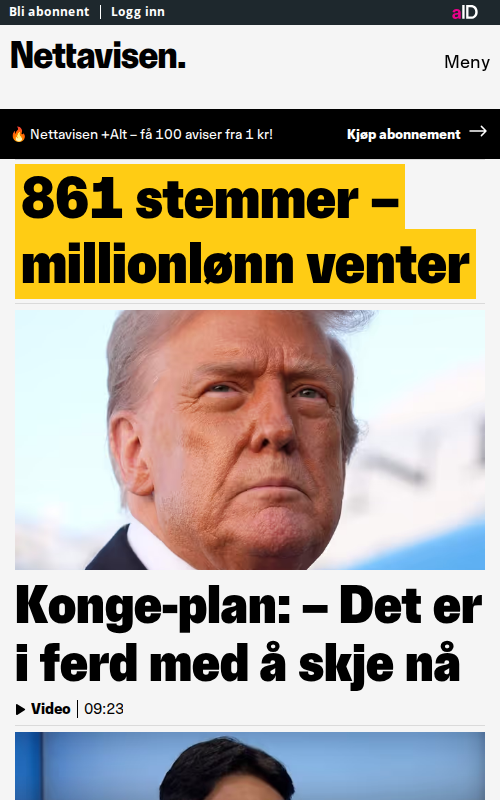 Bli abonnent | Logg inn
aID
Nettavisen.
Meny
🔥 Nettavisen +Alt – få 100 aviser fra 1 kr!
Kjøp abonnement →
861 stemmer –
millionlønn venter
Konge-plan: – Det er
i ferd med å skje nå
Video | 09:23